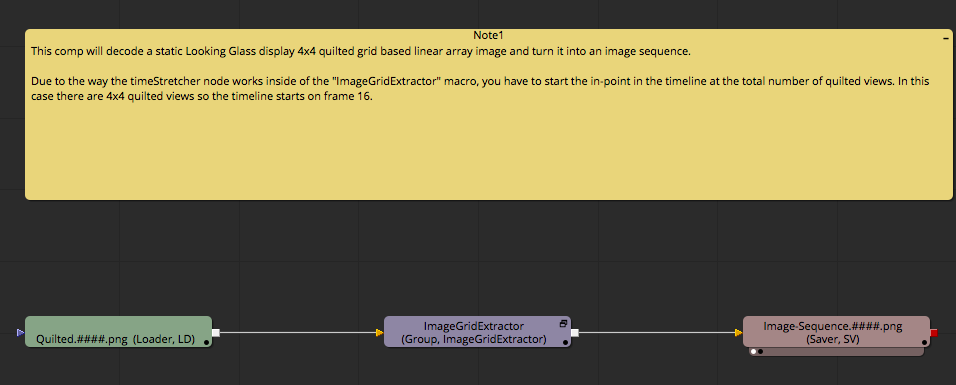 Note1
This comp will decode a static Looking Glass display 4x4 quilted grid based linear array image and turn it into an image sequence.
Due to the way the timeStretcher node works inside of the "ImageGridExtractor" macro, you have to start the in-point in the timeline at the total number of quilted views. In this
case there are 4x4 quilted views so the timeline starts on frame 16.
Quilted.####.png (Loader, LD)
ImageGridExtractor
(Group, ImageGridExtractor)
Image-Sequence.####.png
(Saver, SV)